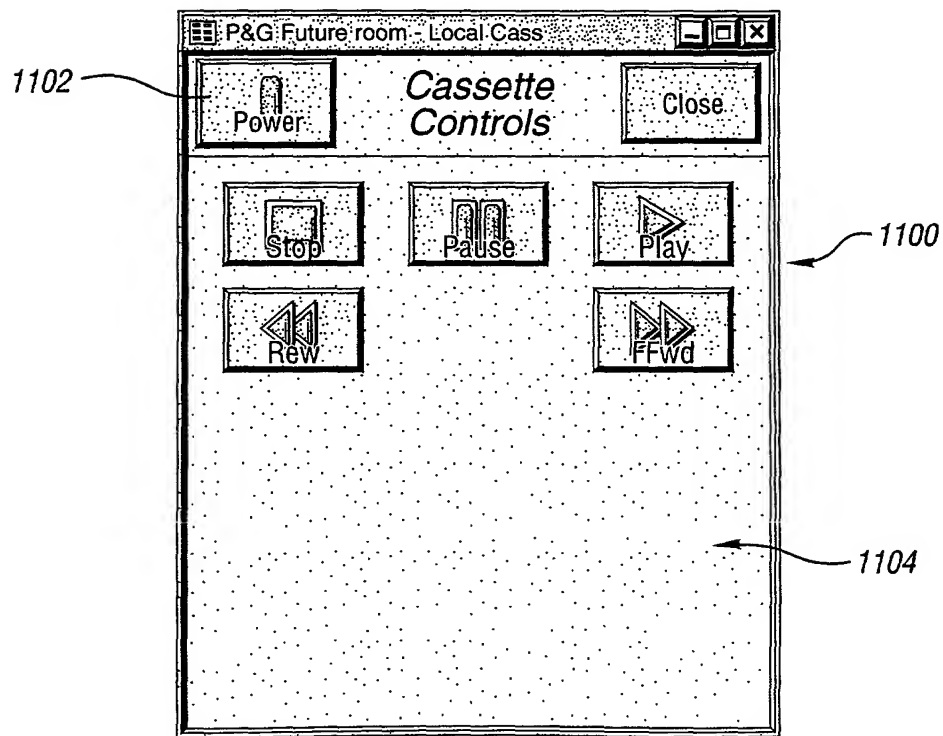 P&G Future room - Local Cass
1102
Power
Cassette
Controls
Close
Stop
Pause
Play
1100
Rew
FFwd
1104